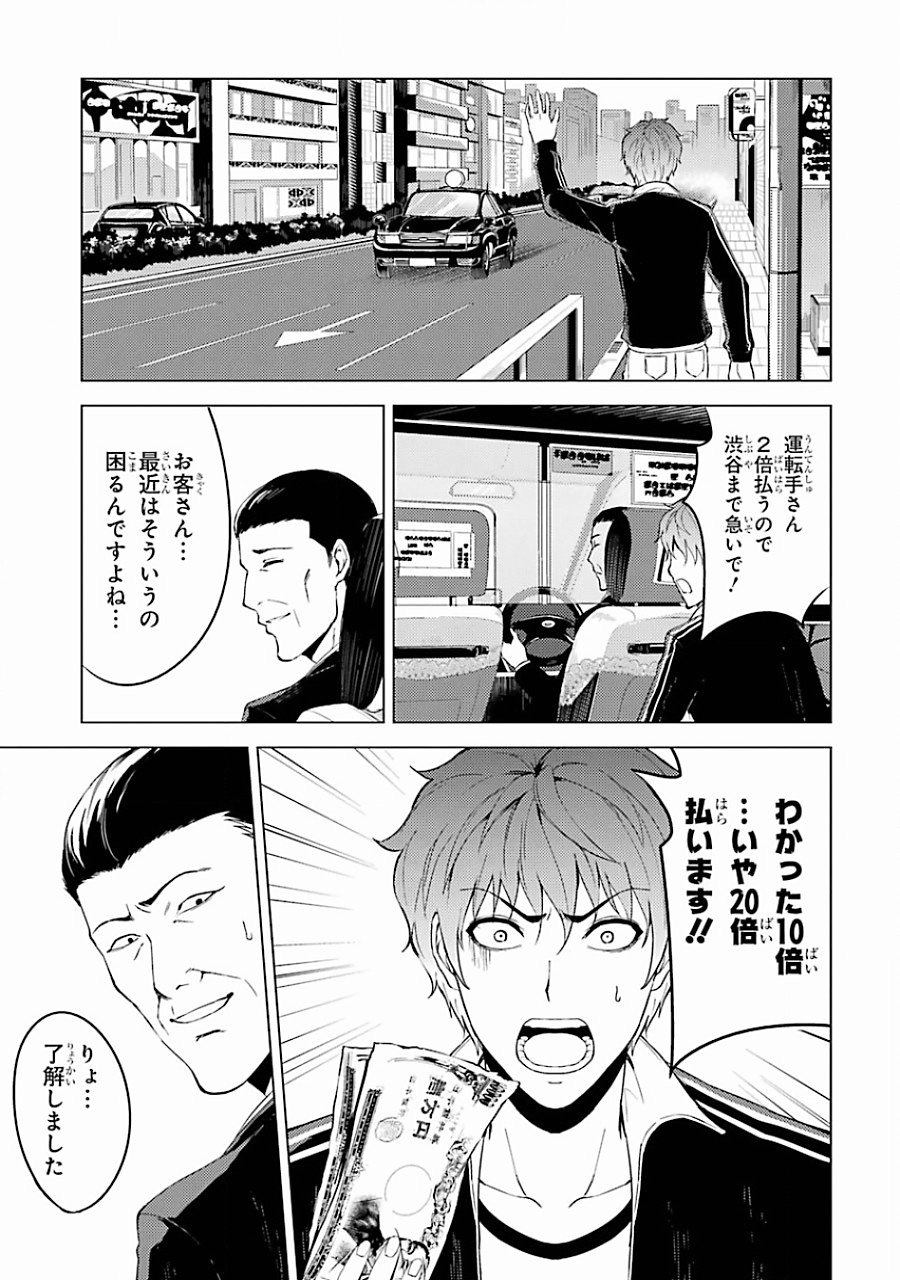 運転手さん
2倍払うので
渋谷まで急いで!
お客さん…
最近はそういうの
困るんですよね…
わかった10倍
…いや20倍
払います!!
壱万円
りょ…
了解しました